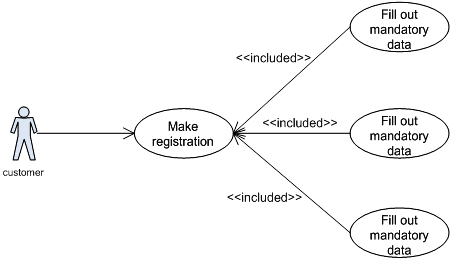 Fill out
mandatory
data
<<included>>
Make
registration
<<included>>
Fill out
mandatory
data
customer
<<included>>
Fill out
mandatory
data